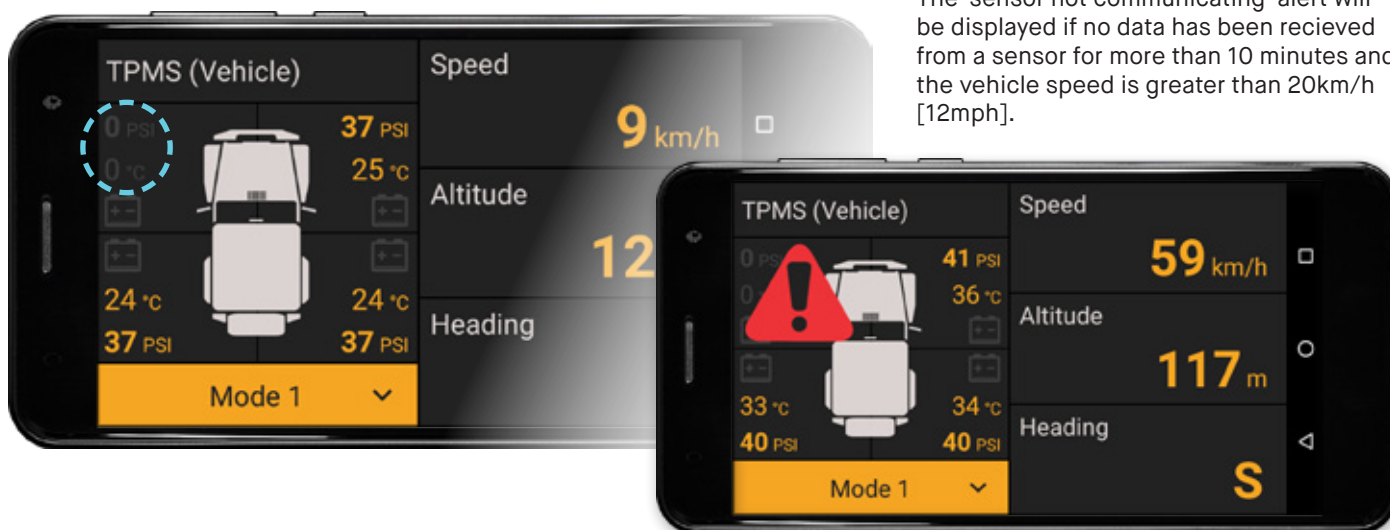 The 'sensor not communicating' alert will
be displayed if no data has been recieved
from a sensor for more than 10 minutes and
the vehicle speed is greater than 20km/h
[12mph].
TPMS (Vehicle)
0 PSI
0 °C
37 PSI
25 °C
24 °C
37 PSI
24 °C
37 PSI
Mode 1
Speed
9 km/h
Altitude
12
Heading
TPMS (Vehicle)
0 PSI
0
41 PSI
36 °C
33 °C
40 PSI
34 °C
40 PSI
Mode 1
Speed
59 km/h
Altitude
117 m
Heading
S